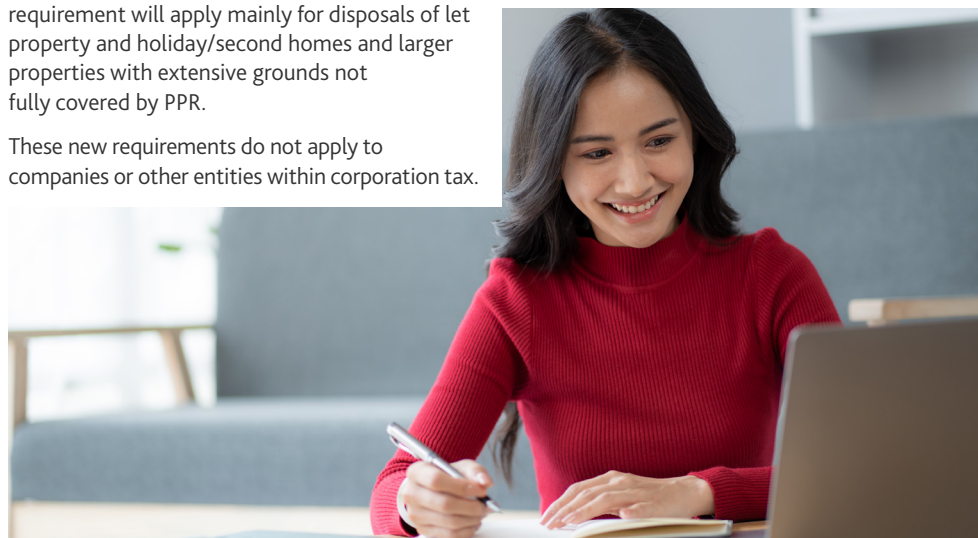 requirement will apply mainly for disposals of let
property and holiday/second homes and larger
properties with extensive grounds not
fully covered by PPR.
These new requirements do not apply to
companies or other entities within corporation tax.